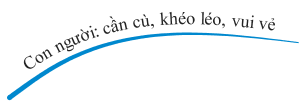 Con người: cần cù, khéo léo, vui vẻ